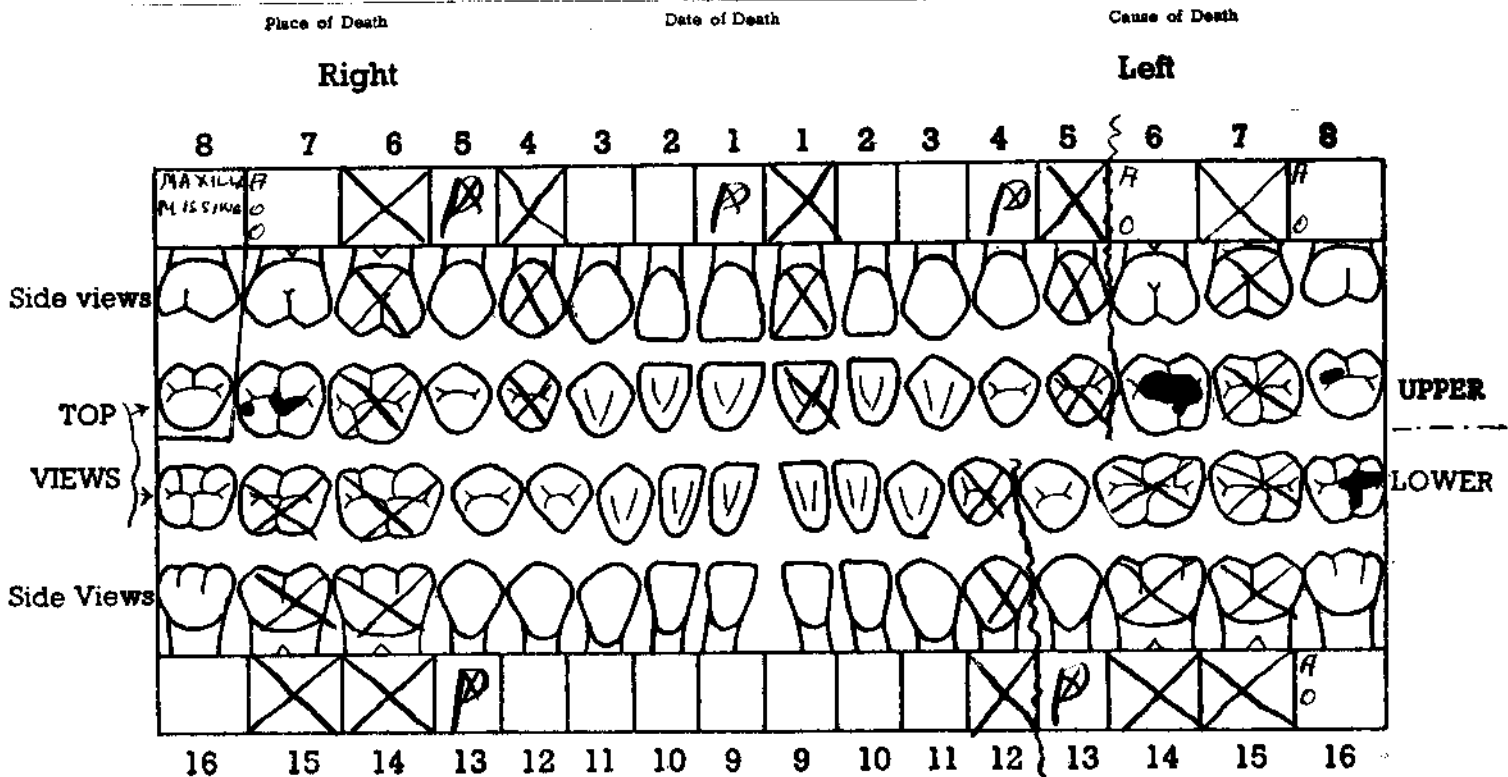 Place of Death Date of Death Cause of Death
Right Left
8 7 6 5 4 3 2 1 1 2 3 4 5 6 7 8
MAXILLA A A A
MISSING O O O
O
Side views
TOP UPPER
VIEWS LOWER
Side Views
A
O
16 15 14 13 12 11 10 9 9 10 11 12 13 14 15 16